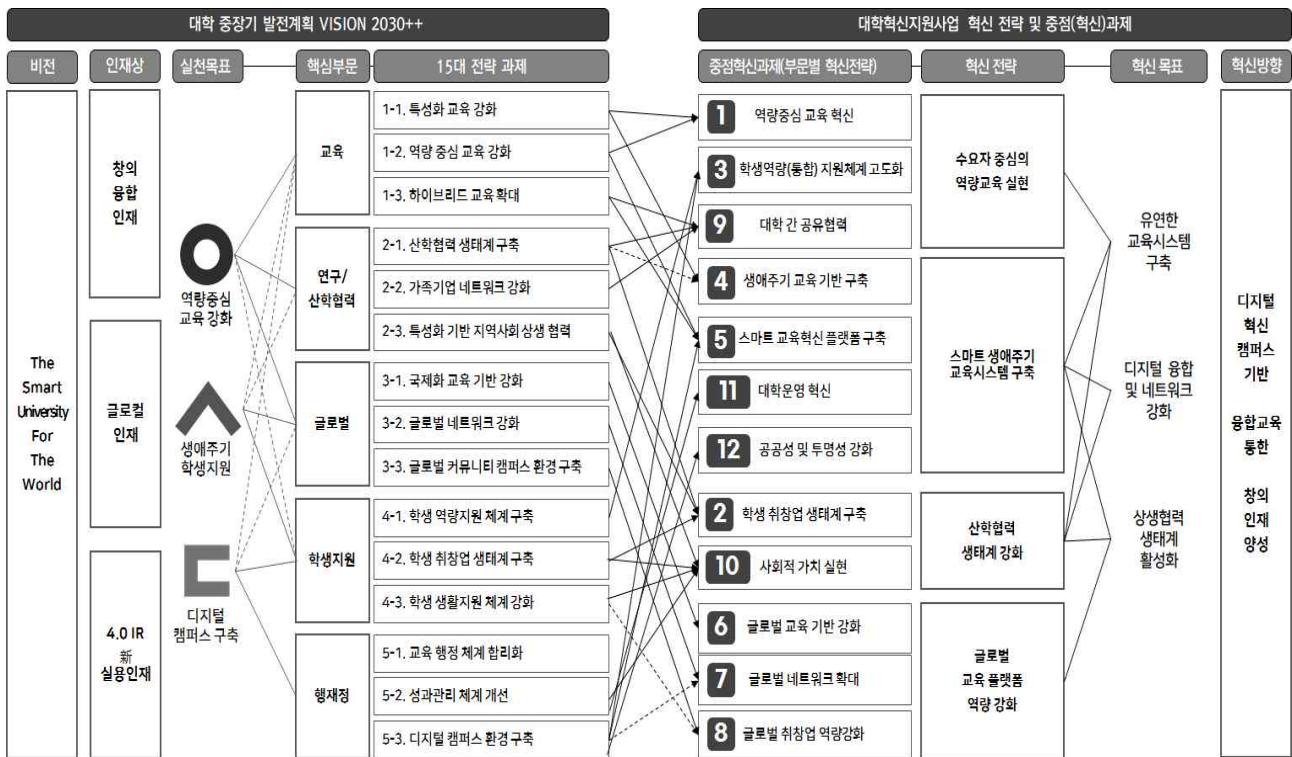 대학 중장기 발전계획 VISION 2030++
대학혁신지원사업 혁신 전략 및 중점(혁신)과제
비전
인재상
실천목표
핵심부문
15대 전략 과제
중점혁신과제(부문별 혁신전략)
혁신 전략
혁신 목표
혁신방향
The
Smart
University
For
The
World
창의
융합
인재
글로컬
인재
4.0 IR
新
실용인재
역량중심
교육 강화
생애주기
학생지원
디지털
캠퍼스 구축
교육
연구/
산학협력
글로벌
학생지원
행재정
1-1. 특성화 교육 강화
1-2. 역량 중심 교육 강화
1-3. 하이브리드 교육 확대
2-1. 산학협력 생태계 구축
2-2. 가족기업 네트워크 강화
2-3. 특성화 기반 지역사회 상생 협력
3-1. 국제화 교육 기반 강화
3-2. 글로벌 네트워크 강화
3-3. 글로벌 커뮤니티 캠퍼스 환경 구축
4-1. 학생 역량지원 체계 구축
4-2. 학생 취창업 생태계 구축
4-3. 학생 생활지원 체계 강화
5-1. 교육 행정 체계 합리화
5-2. 성과관리 체계 개선
5-3. 디지털 캠퍼스 환경 구축
1 역량중심 교육 혁신
3 학생역량(통합) 지원체계 고도화
9 대학 간 공유협력
4 생애주기 교육 기반 구축
5 스마트 교육혁신 플랫폼 구축
11 대학운영 혁신
12 공공성 및 투명성 강화
2 학생 취창업 생태계 구축
10 사회적 가치 실현
6 글로벌 교육 기반 강화
7 글로벌 네트워크 확대
8 글로벌 취창업 역량강화
수요자 중심의
역량교육 실현
스마트 생애주기
교육시스템 구축
산학협력
생태계 강화
글로벌
교육 플랫폼
역량 강화
유연한
교육시스템
구축
디지털 융합
및 네트워크
강화
상생협력
생태계
활성화
디지털
혁신
캠퍼스
기반
융합교육
통한
창의
인재
양성